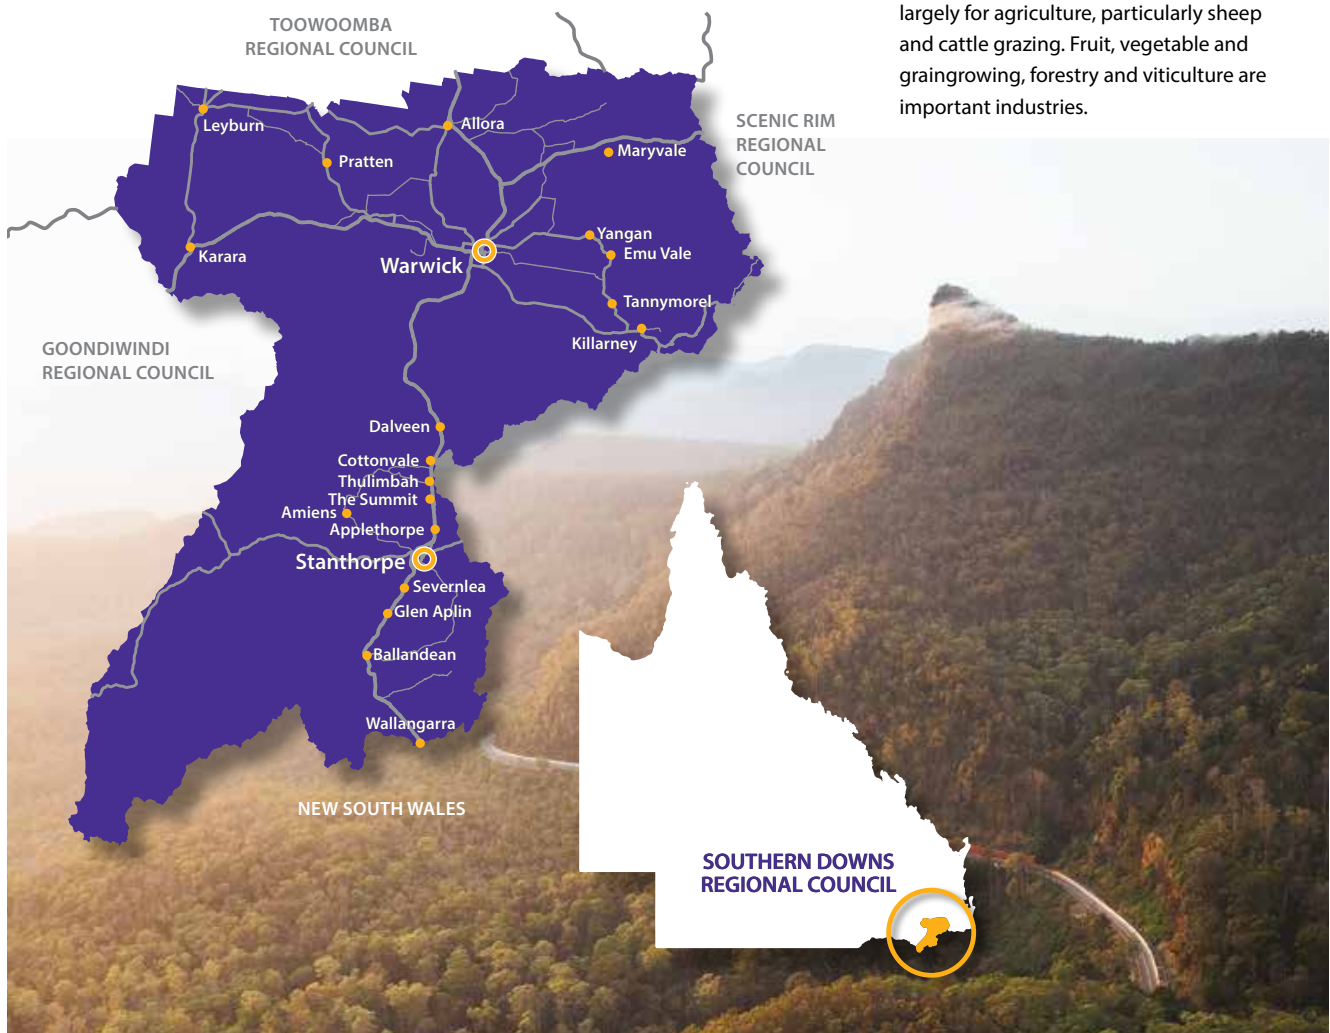 largely for agriculture, particularly sheep
and cattle grazing. Fruit, vegetable and
graingrowing, forestry and viticulture are
important industries.
TOOWOOMBA
REGIONAL COUNCIL
SCENIC RIM
REGIONAL
COUNCIL
Leyburn
Allora
Pratten
Maryvale
Yangan
Karara
Warwick
Emu Vale
Tannymorel
Killarney
GOONDIWINDI
REGIONAL COUNCIL
Dalveen
Cottonvale
Thulimbah
The Summit
Amiens
Applethorpe
Stanthorpe
Severnlea
Glen Aplin
Ballandean
Wallangarra
NEW SOUTH WALES
SOUTHERN DOWNS
REGIONAL COUNCIL